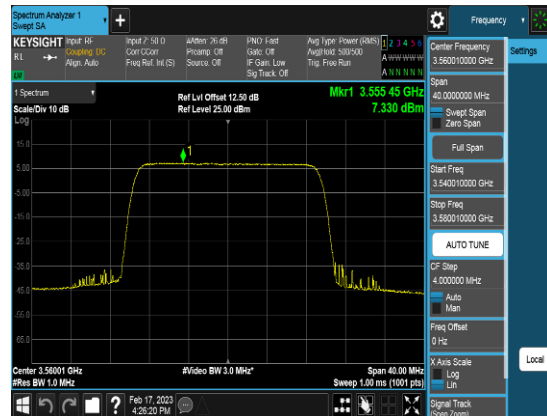 Spectrum Analyzer 1
Swept SA
+
Frequency
KEYSIGHT
Input: RF
Input Z: 50 Ω
#Atten: 26 dB
PNO: Fast
Avg Type: Power (RMS)
1 2 3 4 5 6
RL
Coupling: DC
Corr CCorr
Preamp: Off
Gate: Off
Avg|Hold: 500/500
A W W W W W
Align: Auto
Freq Ref: Int (S)
Source: Off
IF Gain: Low
Trig: Free Run
Sig Track: Off
A N N N N N
1 Spectrum
Ref Lvl Offset 12.50 dB
Mkr1 3.555 45 GHz
Scale/Div 10 dB
Ref Level 25.00 dBm
7.330 dBm
Log
15.0
5.00
-5.00
-15.0
-25.0
-35.0
-45.0
-55.0
-65.0
1
Center 3.56001 GHz
#Video BW 3.0 MHz*
Span 40.00 MHz
#Res BW 1.0 MHz
Sweep 1.00 ms (1001 pts)
?
Feb 17, 2023
4:26:20 PM
Center Frequency
3.560010000 GHz
Settings
Span
40.0000000 MHz
Swept Span
Zero Span
Full Span
Start Freq
3.540010000 GHz
Stop Freq
3.580010000 GHz
AUTO TUNE
CF Step
4.000000 MHz
Auto
Man
Freq Offset
0 Hz
X Axis Scale
Log
Lin
Local
Signal Track
(Span Zoom)